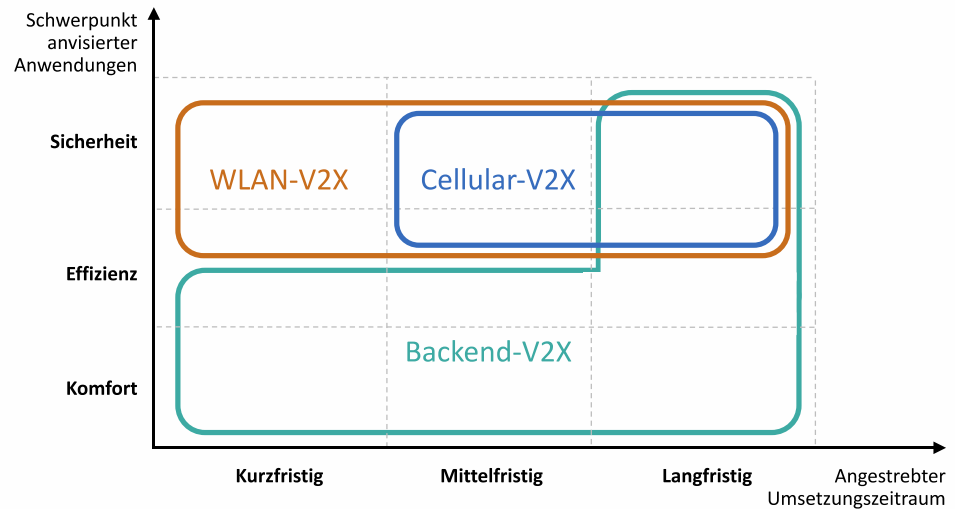 Schwerpunkt
anvisierter
Anwendungen
Sicherheit
WLAN-V2X
Cellular-V2X
Effizienz
Backend-V2X
Komfort
Kurzfristig
Mittelfristig
Langfristig
Angestrebter
Umsetzungszeitraum